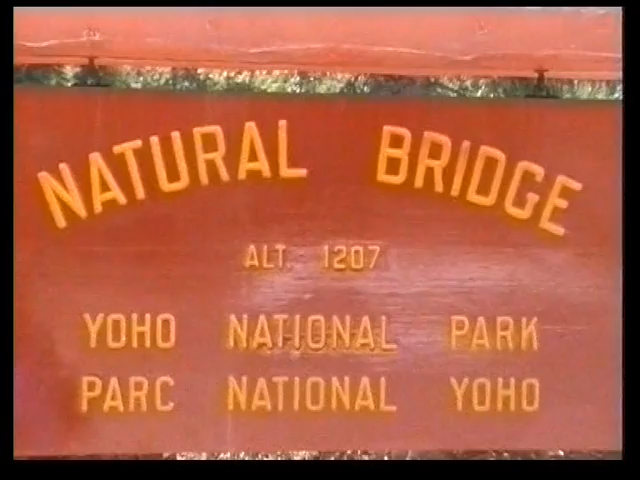 NATURAL BRIDGE
ALT. 1207
YOHO NATIONAL PARK
PARC NATIONAL YOHO